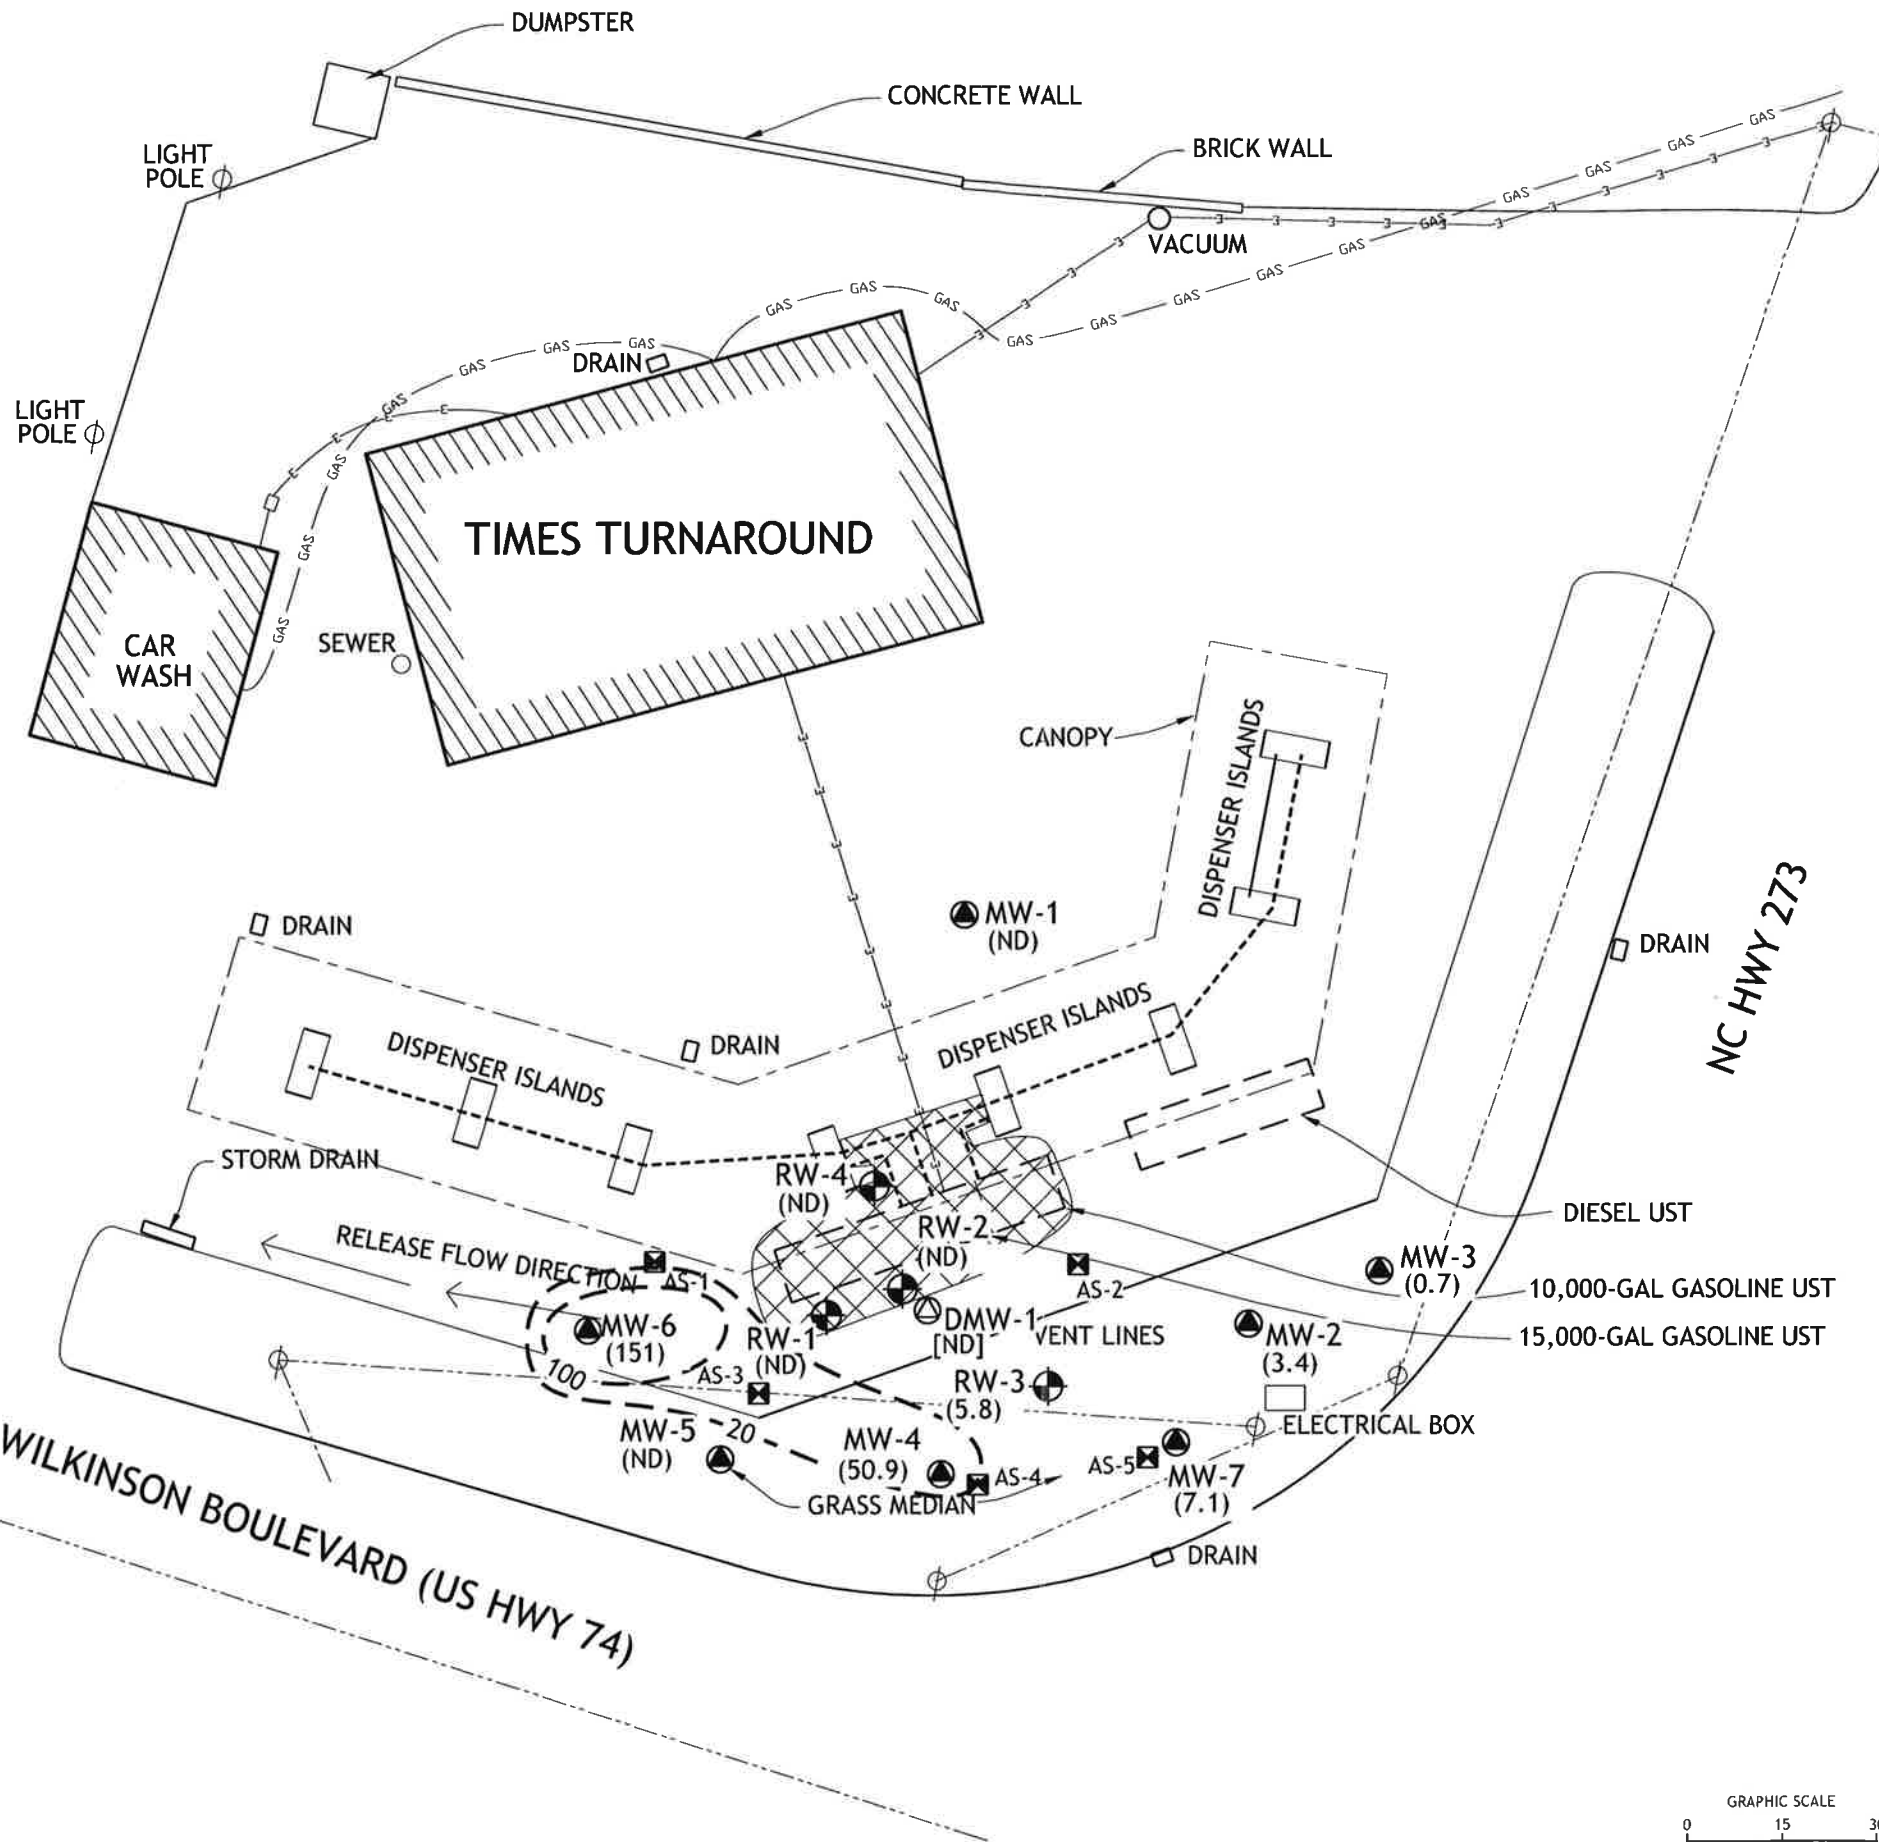 DUMPSTER
CONCRETE WALL
BRICK WALL
LIGHT
POLE
VACUUM
GAS GAS GAS GAS GAS GAS GAS GAS GAS GAS
GAS GAS GAS
GAS GAS GAS GAS GAS GAS GAS GAS
DRAIN
LIGHT
POLE
TIMES TURNAROUND
CAR
WASH
SEWER
CANOPY
DISPENSER ISLANDS
MW-1
(ND)
DRAIN
DRAIN
NC HWY 273
DISPENSER ISLANDS
DRAIN
DISPENSER ISLANDS
STORM DRAIN
RW-4
(ND)
DIESEL UST
RELEASE FLOW DIRECTION
RW-2
(ND)
AS-1
AS-2
MW-3
(0.7)
10,000-GAL GASOLINE UST
MW-6
(151)
RW-1
(ND)
DMW-1
[ND]
VENT LINES
MW-2
(3.4)
15,000-GAL GASOLINE UST
100
AS-3
RW-3
(5.8)
ELECTRICAL BOX
MW-5
(ND)
20
MW-4
(50.9)
AS-4
AS-5
MW-7
(7.1)
GRASS MEDIAN
DRAIN
WILKINSON BOULEVARD (US HWY 74)
GRAPHIC SCALE
0 15 30